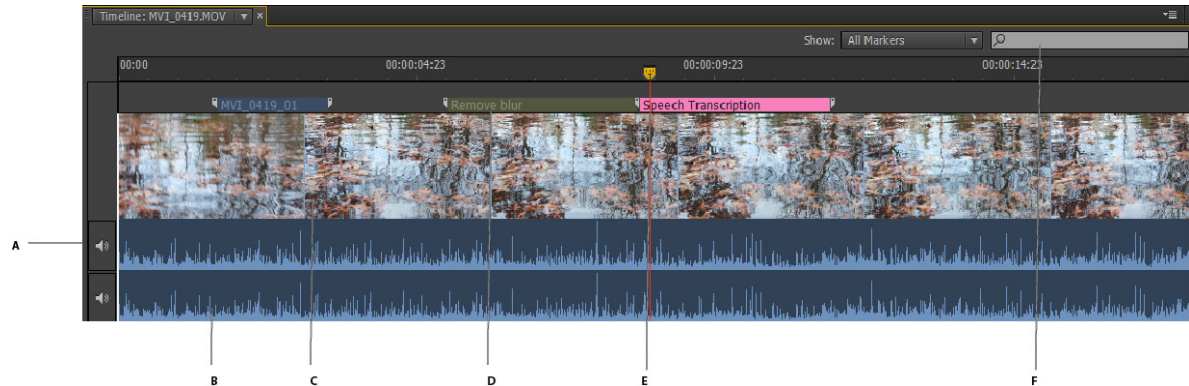 Timeline: MVI_0419.MOV
Show: All Markers
00:00 00:00:04:23 00:00:09:23 00:00:14:23
MVI_0419_01 Remove blur Speech Transcription
A
B C D E F